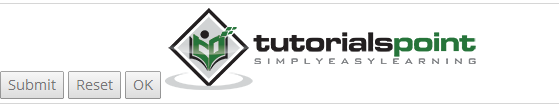 tutorialspoint
SIMPLYEASYLEARNING
Submit Reset OK